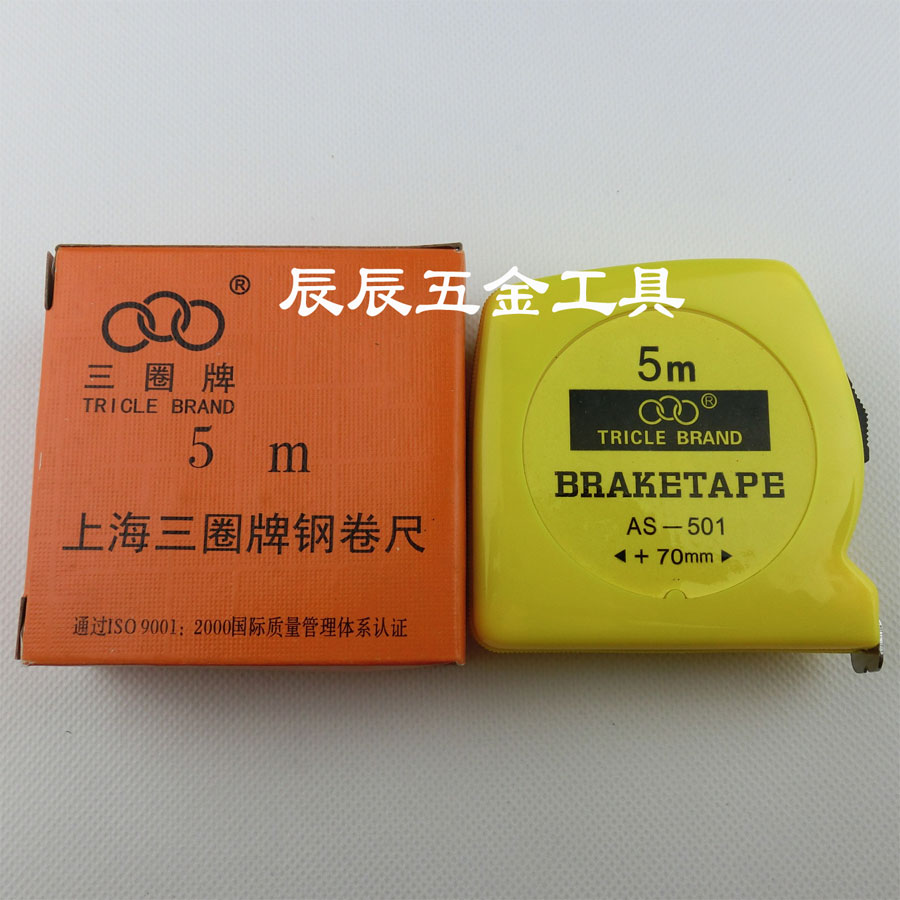 辰辰五金工具
®
三圈牌
TRICLE BRAND
5 m
上海三圈牌钢卷尺
通过ISO 9001：2000国际质量管理体系认证
5m
®
TRICLE BRAND
BRAKETAPE
AS－501
◄ + 70mm ►